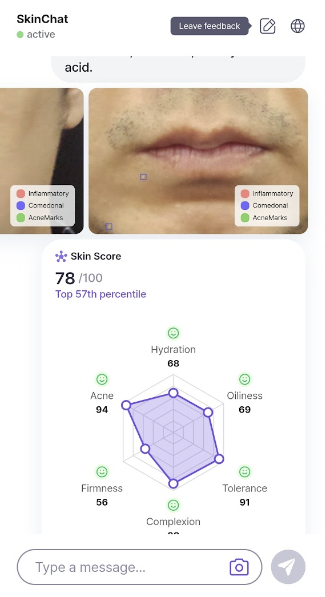 SkinChat
active
Leave feedback
acid.
Inflammatory
Comedonal
AcneMarks
Inflammatory
Comedonal
AcneMarks
Skin Score
78 /100
Top 57th percentile
Hydration
68
Acne
94
Oiliness
69
Firmness
56
Tolerance
91
Complexion
Type a message...